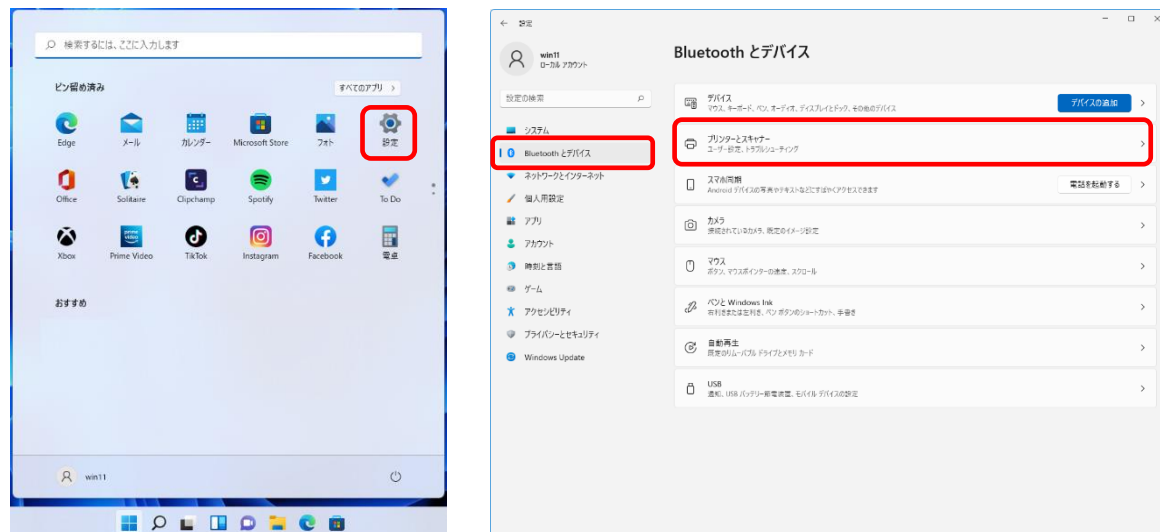 検索するには、ここに入力します
ピン留め済み
すべてのアプリ >
Edge
メール
カレンダー
Microsoft Store
フォト
設定
Office
Solitaire
Clipchamp
Spotify
Twitter
To Do
prime video
Xbox
Prime Video
TikTok
Instagram
Facebook
電卓
おすすめ
win11
← 設定
win11
ローカル アカウント
設定の検索
システム
Bluetooth とデバイス
ネットワークとインターネット
個人用設定
アプリ
アカウント
時刻と言語
ゲーム
アクセシビリティ
プライバシーとセキュリティ
Windows Update
Bluetooth とデバイス
デバイス
マウス、キーボード、ペン、オーディオ、ディスプレイとドック、その他のデバイス
デバイスの追加
プリンターとスキャナー
ユーザー設定、トラブルシューティング
スマホ同期
Android デバイスの写真やテキストなどにすばやくアクセスできます
電話を起動する
カメラ
接続されているカメラ、既定のイメージ設定
マウス
ボタン、マウス ポインターの速度、スクロール
ペンと Windows Ink
右利きまたは左利き、ペン ボタンのショートカット、手書き
自動再生
既定のリムーバブル ドライブとメモリ カード
USB
通知、USB バッテリー節電装置、モバイル デバイスの設定